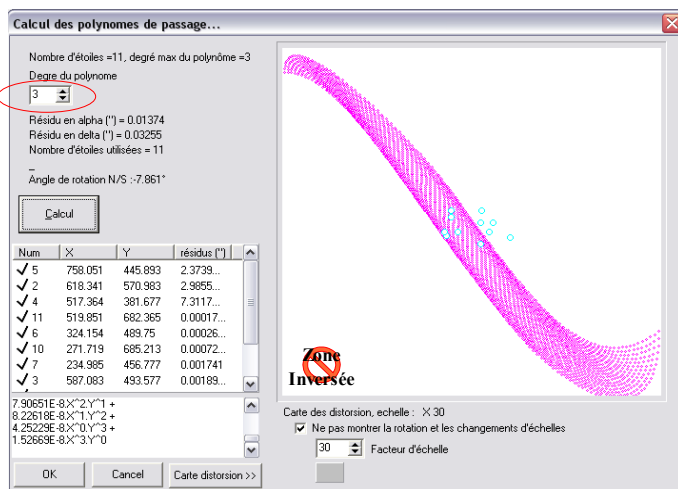 Calcul des polynomes de passage...
Nombre d'étoiles =11, degré max du polynôme =3
Degre du polynome
3
Résidu en alpha ('') = 0.01374
Résidu en delta ('') = 0.03255
Nombre d'étoiles utilisées = 11
_
Angle de rotation N/S :-7.861°
Calcul
Num X Y résidus ('')
5 758.051 445.893 2.3739...
2 618.341 570.983 2.9855...
4 517.364 381.677 7.3117...
11 519.851 682.365 0.00017...
6 324.154 489.75 0.00026...
10 271.719 685.213 0.00072...
7 234.985 456.777 0.001741
3 587.083 493.577 0.00189...
7.90651E-8.X^2.Y^1 +
8.22618E-8.X^1.Y^2 +
4.25229E-8.X^0.Y^3 +
1.52669E-8.X^3.Y^0
OK Cancel Carte distorsion >>
Zone
Inversée
Carte des distorsion, echelle : X 30
Ne pas montrer la rotation et les changements d'échelles
30 Facteur d'échelle